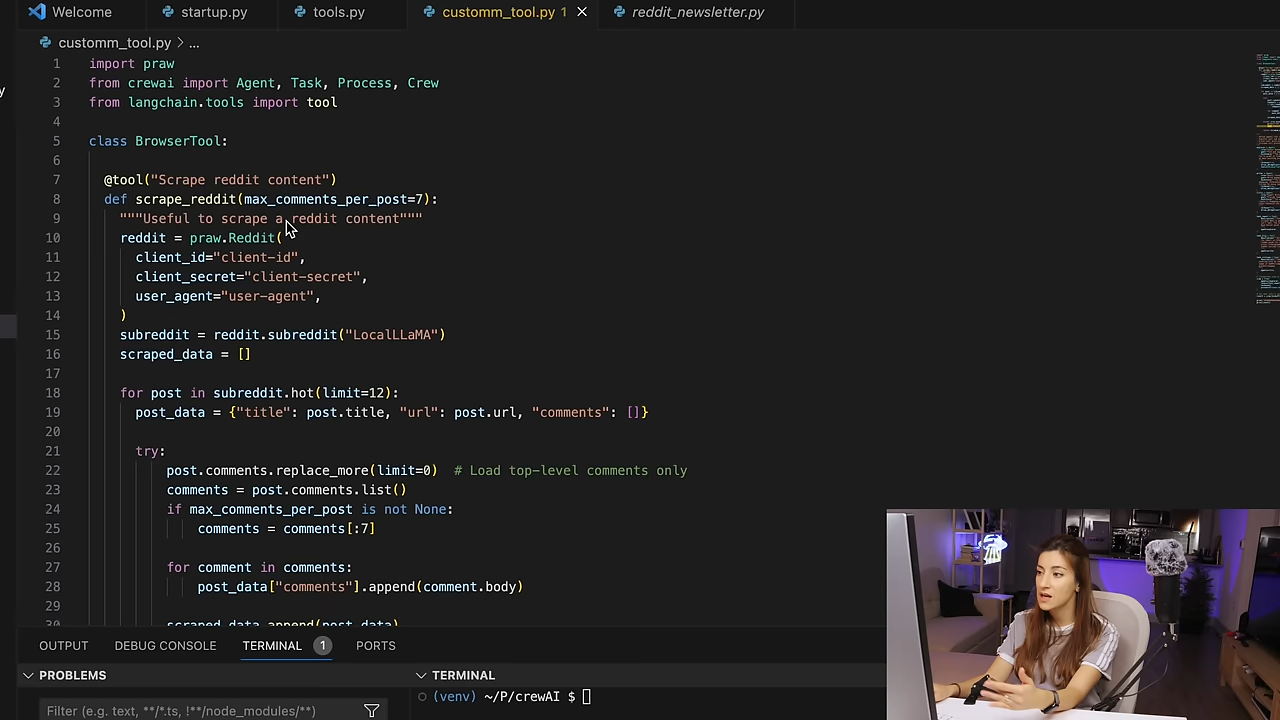 Welcome
startup.py
tools.py
customm_tool.py 1
reddit_newsletter.py
y
customm_tool.py > ...
1 import praw
2 from crewai import Agent, Task, Process, Crew
3 from langchain.tools import tool
4
5 class BrowserTool:
6
7 @tool("Scrape reddit content")
8 def scrape_reddit(max_comments_per_post=7):
9 """Useful to scrape a reddit content"""
10 reddit = praw.Reddit(
11 client_id="client-id",
12 client_secret="client-secret",
13 user_agent="user-agent",
14 )
15 subreddit = reddit.subreddit("LocalLLaMA")
16 scraped_data = []
17
18 for post in subreddit.hot(limit=12):
19 post_data = {"title": post.title, "url": post.url, "comments": []}
20
21 try:
22 post.comments.replace_more(limit=0) # Load top-level comments only
23 comments = post.comments.list()
24 if max_comments_per_post is not None:
25 comments = comments[:7]
26
27 for comment in comments:
28 post_data["comments"].append(comment.body)
29
30 scraped_data.append(post_data)
OUTPUT DEBUG CONSOLE TERMINAL 1 PORTS
PROBLEMS
TERMINAL
Filter (e.g. text, **/*.ts, !**/node_modules/**)
(venv) ~/P/crewAI $